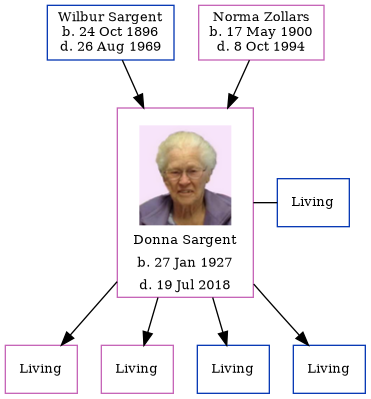 Wilbur Sargent
b. 24 Oct 1896
d. 26 Aug 1969
Norma Zollars
b. 17 May 1900
d. 8 Oct 1994
Donna Sargent
b. 27 Jan 1927
d. 19 Jul 2018
Living
Living
Living
Living
Living